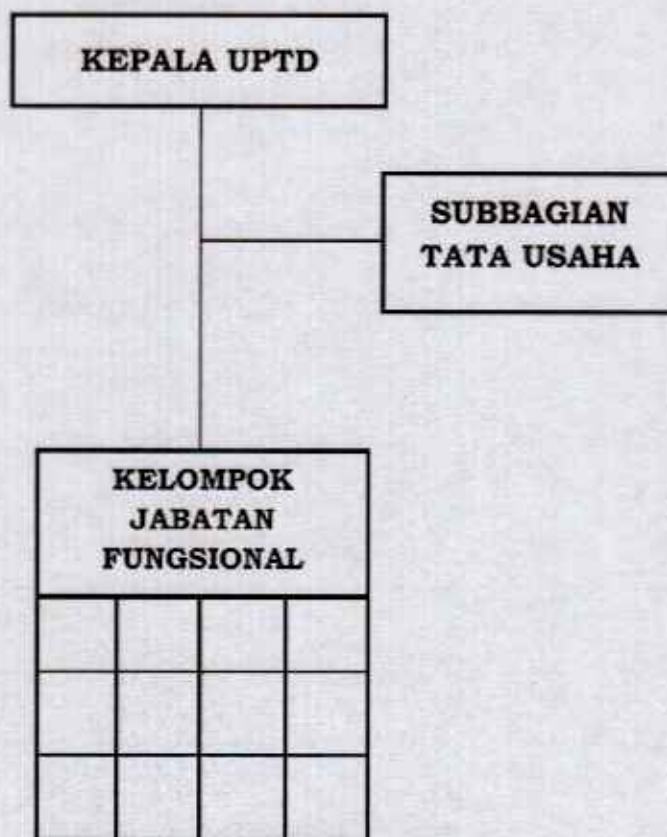 KEPALA UPTD
SUBBAGIAN
TATA USAHA
KELOMPOK
JABATAN
FUNGSIONAL